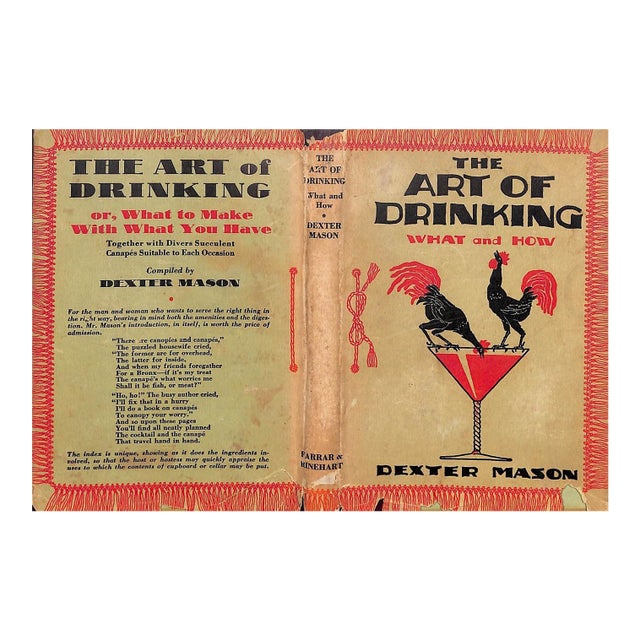 THE ART of
DRINKING
or, What to Make
With What You Have
Together with Divers Succulent
Canapés Suitable to Each Occasion
Compiled by
DEXTER MASON
For the man and woman who wants to serve the right thing in
the right way, bearing in mind both the amenities and the diges-
tion. Mr. Mason's introduction, in itself, is worth the price of
admission.
"There are canopies and canapés,"
The puzzled housewife cried,
"The former are for overhead,
The latter for inside,
And when my friends foregather
For a Bronx—if it's my treat
The canapé's what worries me
Shall it be fish, or meat?"
"Ho, ho!" The busy author cried,
"I'll fix that in a hurry
I'll do a book on canapés
To canopy your worry."
And so upon these pages
You'll find all neatly planned
The cocktail and the canapé
That travel hand in hand.
The index is unique, showing as it does the ingredients in-
volved, so that the host or hostess may quickly appraise the
uses to which the contents of cupboard or cellar may be put.
THE
ART OF
DRINKING
What and
How
DEXTER
MASON
FARRAR &
RINEHART
THE
ART OF
DRINKING
WHAT and HOW
DEXTER MASON